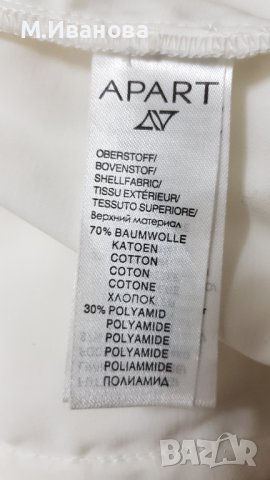 М.Иванова
APART
OBERSTOFF/
BOVENSTOF/
SHELLFABRIC/
TISSU EXTÉRIEUR/
TESSUTO SUPERIORE/
Верхний материал
70% BAUMWOLLE
KATOEN
COTTON
COTON
COTONE
ХЛОПОК
30% POLYAMID
POLYAMIDE
POLYAMIDE
POLYAMIDE
POLIAMMIDE
ПОЛИАМИД
BAZAR